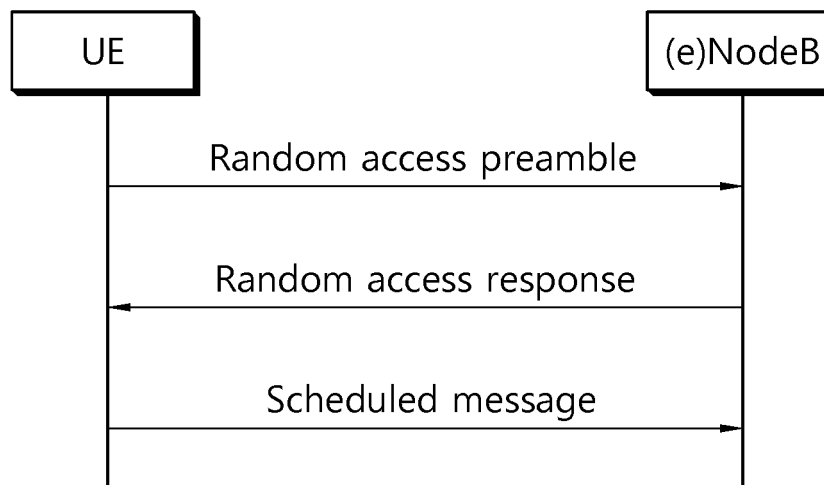 UE
(e)NodeB
Random access preamble
Random access response
Scheduled message